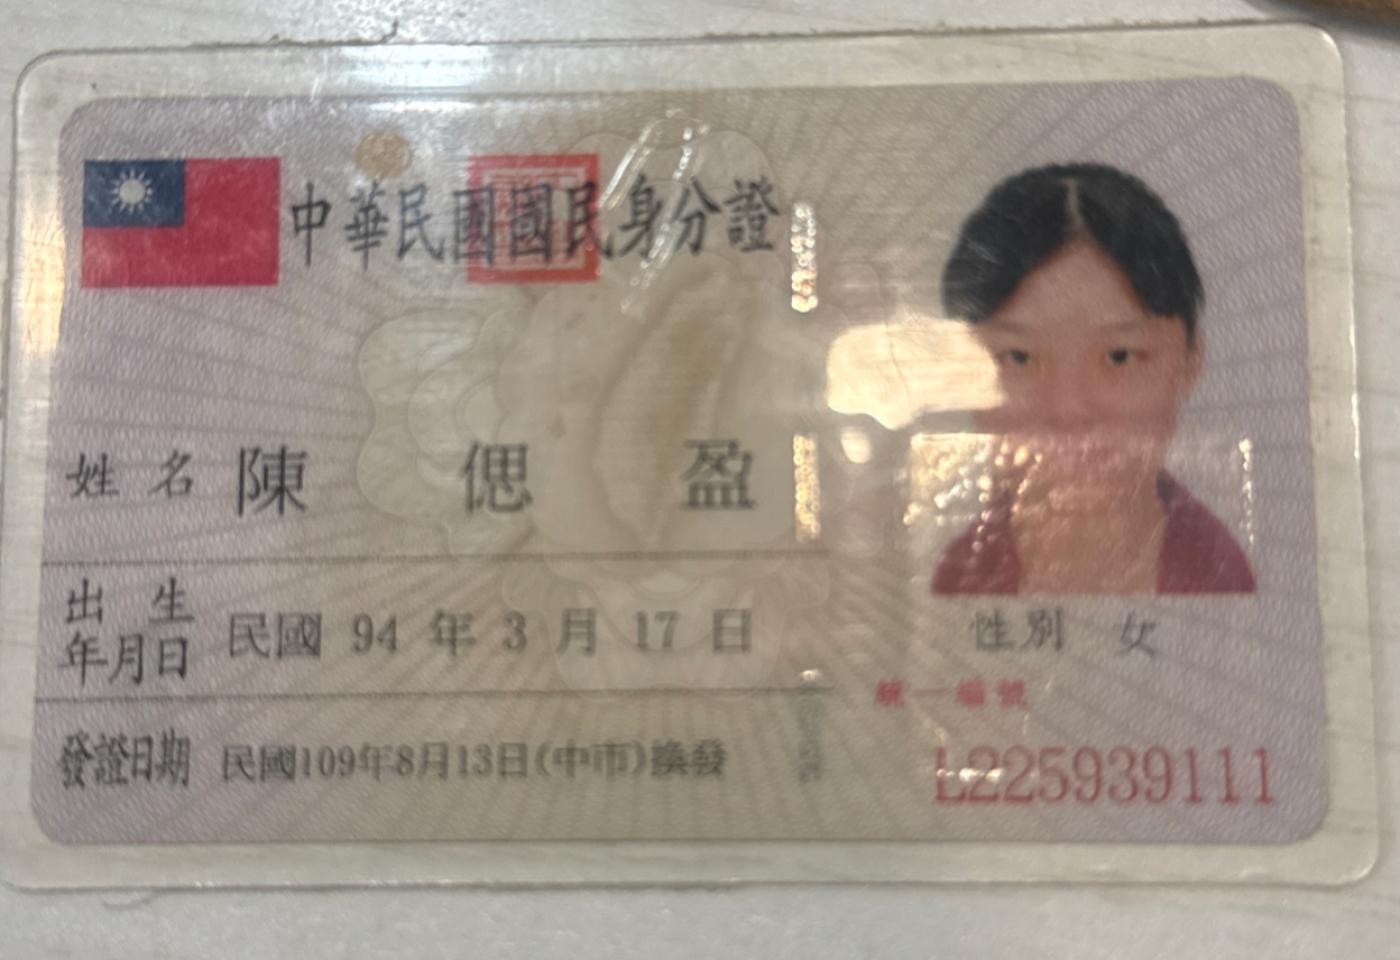 中華民國國民身分證
姓名 陳偲盈
出生年月日 民國 94 年 3 月 17 日
性別 女
統一編號
L225939111
發證日期 民國109年8月13日(中市)換發